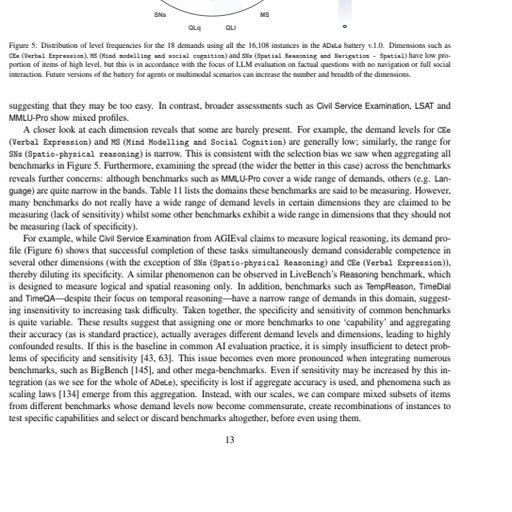 SNs
MS
QLq
QLl
0
Figure 5: Distribution of level frequencies for the 18 demands using all the 16,108 instances in the ADeLe battery v.1.0. Dimensions such as
CEe (Verbal Expression), MS (Mind modelling and social cognition) and SNs (Spatial Reasoning and Navigation - Spatial) have low pro-
portion of items of high level, but this is in accordance with the focus of LLM evaluation on factual questions with no navigation or full social
interaction. Future versions of the battery for agents or multimodal scenarios can increase the number and breadth of the dimensions.
suggesting that they may be too easy. In contrast, broader assessments such as Civil Service Examination, LSAT and
MMLU-Pro show mixed profiles.
A closer look at each dimension reveals that some are barely present. For example, the demand levels for CEe
(Verbal Expression) and MS (Mind Modelling and Social Cognition) are generally low; similarly, the range for
SNs (Spatio-physical reasoning) is narrow. This is consistent with the selection bias we saw when aggregating all
benchmarks in Figure 5. Furthermore, examining the spread (the wider the better in this case) across the benchmarks
reveals further concerns: although benchmarks such as MMLU-Pro cover a wide range of demands, others (e.g. Lan-
guage) are quite narrow in the bands. Table 11 lists the domains these benchmarks are said to be measuring. However,
many benchmarks do not really have a wide range of demand levels in certain dimensions they are claimed to be
measuring (lack of sensitivity) whilst some other benchmarks exhibit a wide range in dimensions that they should not
be measuring (lack of specificity).
For example, while Civil Service Examination from AGIEval claims to measure logical reasoning, its demand pro-
file (Figure 6) shows that successful completion of these tasks simultaneously demand considerable competence in
several other dimensions (with the exception of SNs (Spatio-physical Reasoning) and CEe (Verbal Expression)),
thereby diluting its specificity. A similar phenomenon can be observed in LiveBench's Reasoning benchmark, which
is designed to measure logical and spatial reasoning only. In addition, benchmarks such as TempReason, TimeDial
and TimeQA—despite their focus on temporal reasoning—have a narrow range of demands in this domain, suggest-
ing insensitivity to increasing task difficulty. Taken together, the specificity and sensitivity of common benchmarks
is quite variable. These results suggest that assigning one or more benchmarks to one 'capability' and aggregating
their accuracy (as is standard practice), actually averages different demand levels and dimensions, leading to highly
confounded results. If this is the baseline in common AI evaluation practice, it is simply insufficient to detect prob-
lems of specificity and sensitivity [43, 63]. This issue becomes even more pronounced when integrating numerous
benchmarks, such as BigBench [145], and other mega-benchmarks. Even if sensitivity may be increased by this in-
tegration (as we see for the whole of ADeLe), specificity is lost if aggregate accuracy is used, and phenomena such as
scaling laws [134] emerge from this aggregation. Instead, with our scales, we can compare mixed subsets of items
from different benchmarks whose demand levels now become commensurate, create recombinations of instances to
test specific capabilities and select or discard benchmarks altogether, before even using them.
13